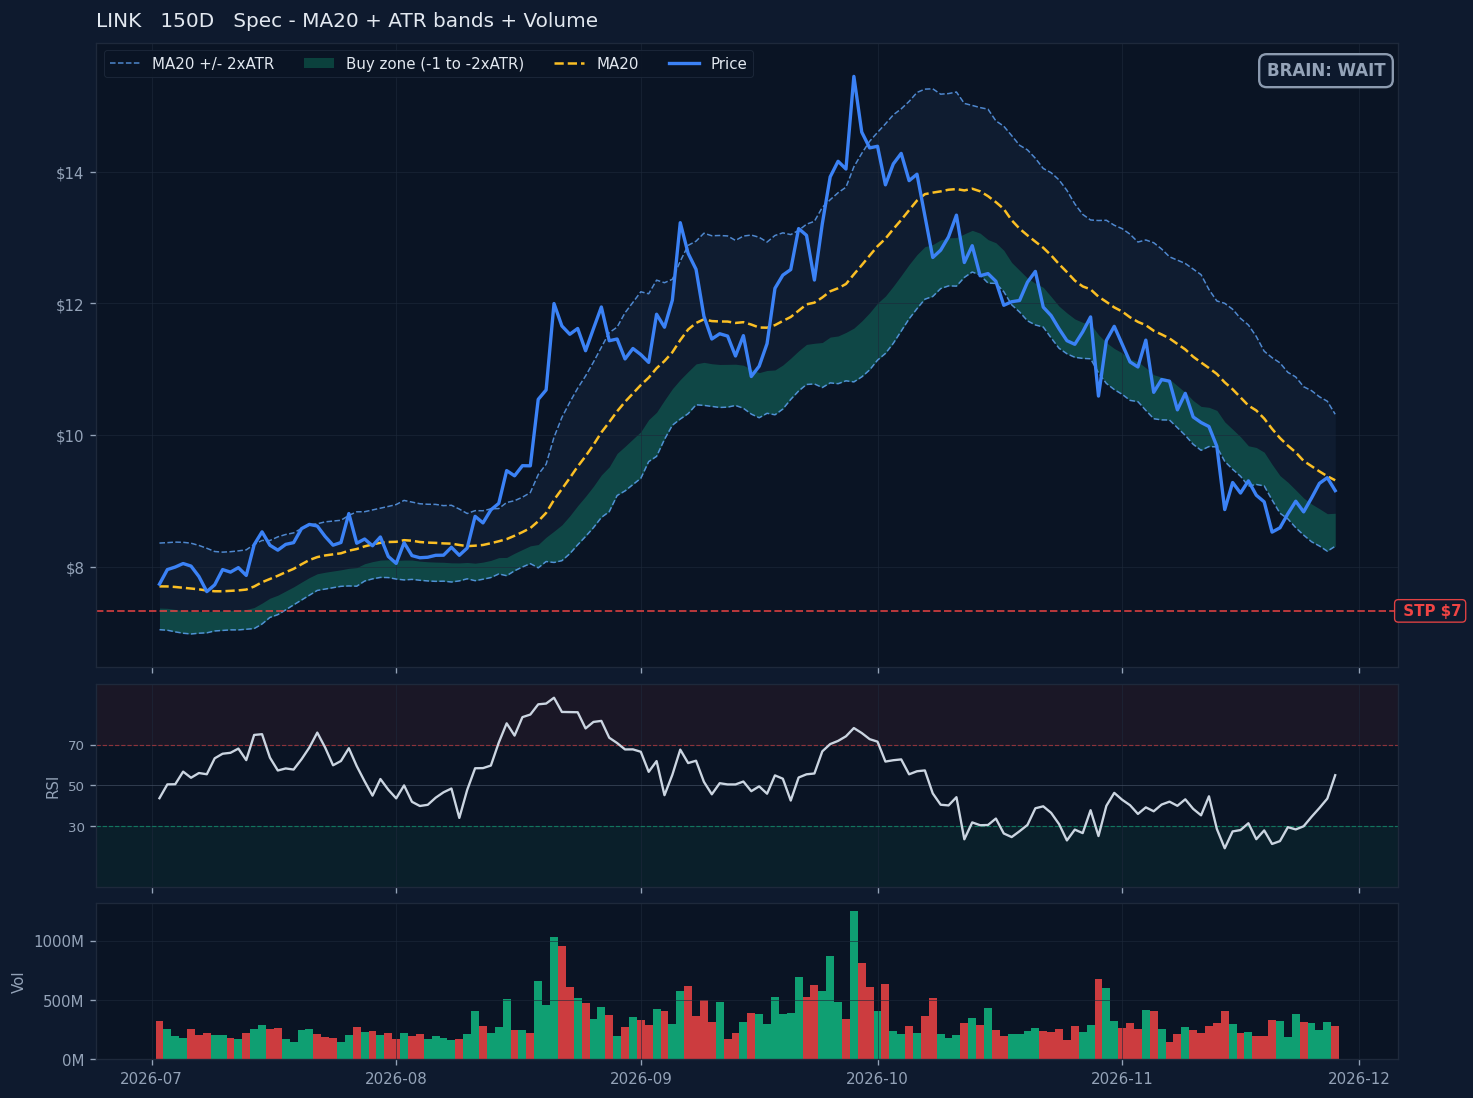 LINK   150D   Spec - MA20 + ATR bands + Volume
MA20 +/- 2xATR   Buy zone (-1 to -2xATR)   MA20   Price
BRAIN: WAIT
$14
$12
$10
$8
STP $7
70
50
30
RSI
1000M
500M
0M
Vol
2026-07   2026-08   2026-09   2026-10   2026-11   2026-12